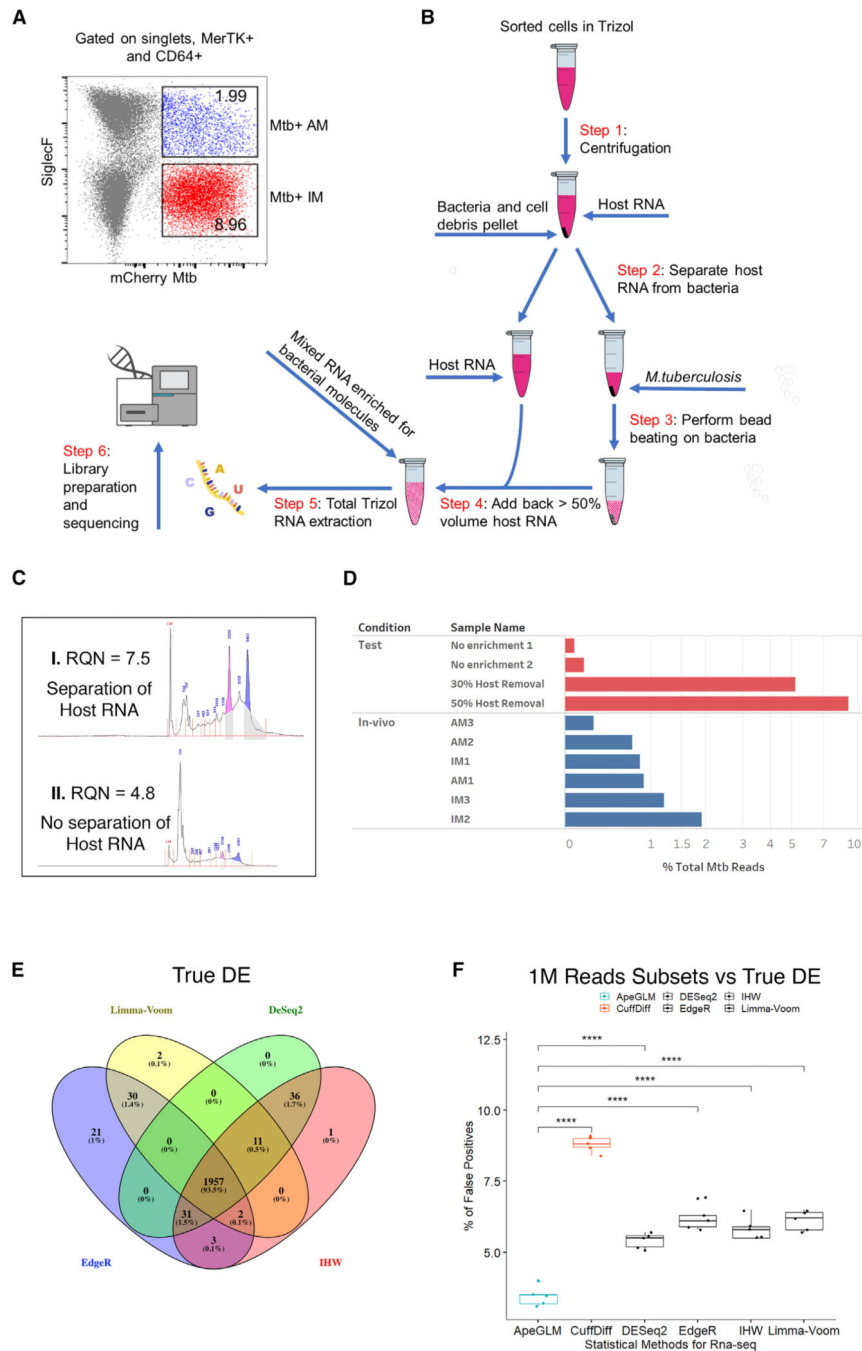 A
Gated on singlets, MerTK+
and CD64+
1.99
Mtb+ AM
Mtb+ IM
8.96
SiglecF
mCherry Mtb
B
Sorted cells in Trizol
Step 1:
Centrifugation
Bacteria and cell
debris pellet
Host RNA
Step 2: Separate host
RNA from bacteria
Host RNA
M.tuberculosis
Step 3: Perform bead
beating on bacteria
Mixed RNA enriched for
bacterial molecules
Step 4: Add back > 50%
volume host RNA
Step 5: Total Trizol
RNA extraction
A
C
U
G
Step 6:
Library
preparation
and
sequencing
C
I. RQN = 7.5
Separation of
Host RNA
II. RQN = 4.8
No separation of
Host RNA
D
Condition Sample Name
Test No enrichment 1
No enrichment 2
30% Host Removal
50% Host Removal
In-vivo AM3
AM2
IM1
AM1
IM3
IM2
0 1 1.5 2 3 4 5 7 10
% Total Mtb Reads
E
True DE
Limma-Voom DeSeq2
2
(0.1%)
0
(0%)
30
(1.4%)
0
(0%)
36
(1.7%)
21
(1%)
0
(0%)
11
(0.5%)
1
(0%)
1957
(93.5%)
0
(0%)
0
(0%)
31
(1.5%)
2
(0.1%)
3
(0.1%)
EdgeR IHW
F
1M Reads Subsets vs True DE
ApeGLM DESeq2 IHW
CuffDiff EdgeR Limma-Voom
12.5
10.0
7.5
5.0
% of False Positives
****
****
****
****
****
ApeGLM CuffDiff DESeq2 EdgeR IHW Limma-Voom
Statistical Methods for Rna-seq